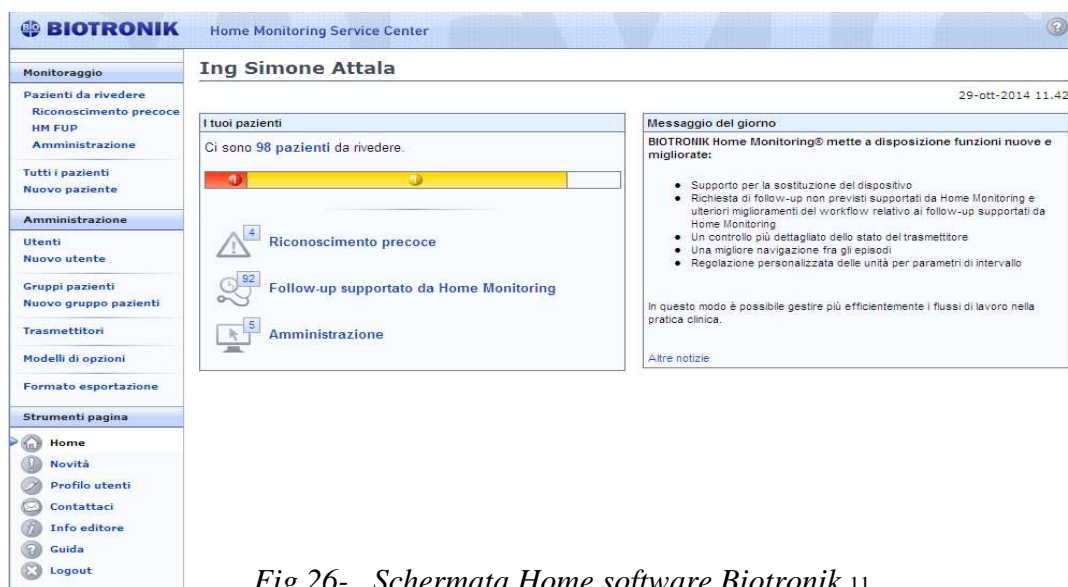 BIOTRONIK Home Monitoring Service Center
Monitoraggio
Pazienti da rivedere
Riconoscimento precoce
HM FUP
Amministrazione
Tutti i pazienti
Nuovo paziente
Amministrazione
Utenti
Nuovo utente
Gruppi pazienti
Nuovo gruppo pazienti
Trasmettitori
Modelli di opzioni
Formato esportazione
Strumenti pagina
Home
Novità
Profilo utenti
Contattaci
Info editore
Guida
Logout
Ing Simone Attala
29-ott-2014 11.42
I tuoi pazienti
Ci sono 98 pazienti da rivedere.
4 Riconoscimento precoce
92 Follow-up supportato da Home Monitoring
5 Amministrazione
Messaggio del giorno
BIOTRONIK Home Monitoring® mette a disposizione funzioni nuove e
migliorate:
Supporto per la sostituzione del dispositivo
Richiesta di follow-up non previsti supportati da Home Monitoring e
ulteriori miglioramenti del workflow relativo ai follow-up supportati da
Home Monitoring
Un controllo più dettagliato dello stato del trasmettitore
Una migliore navigazione fra gli episodi
Regolazione personalizzata delle unità per parametri di intervallo
In questo modo è possibile gestire più efficientemente i flussi di lavoro nella
pratica clinica.
Altre notizie
Fig.26- Schermata Home software Biotronik 11